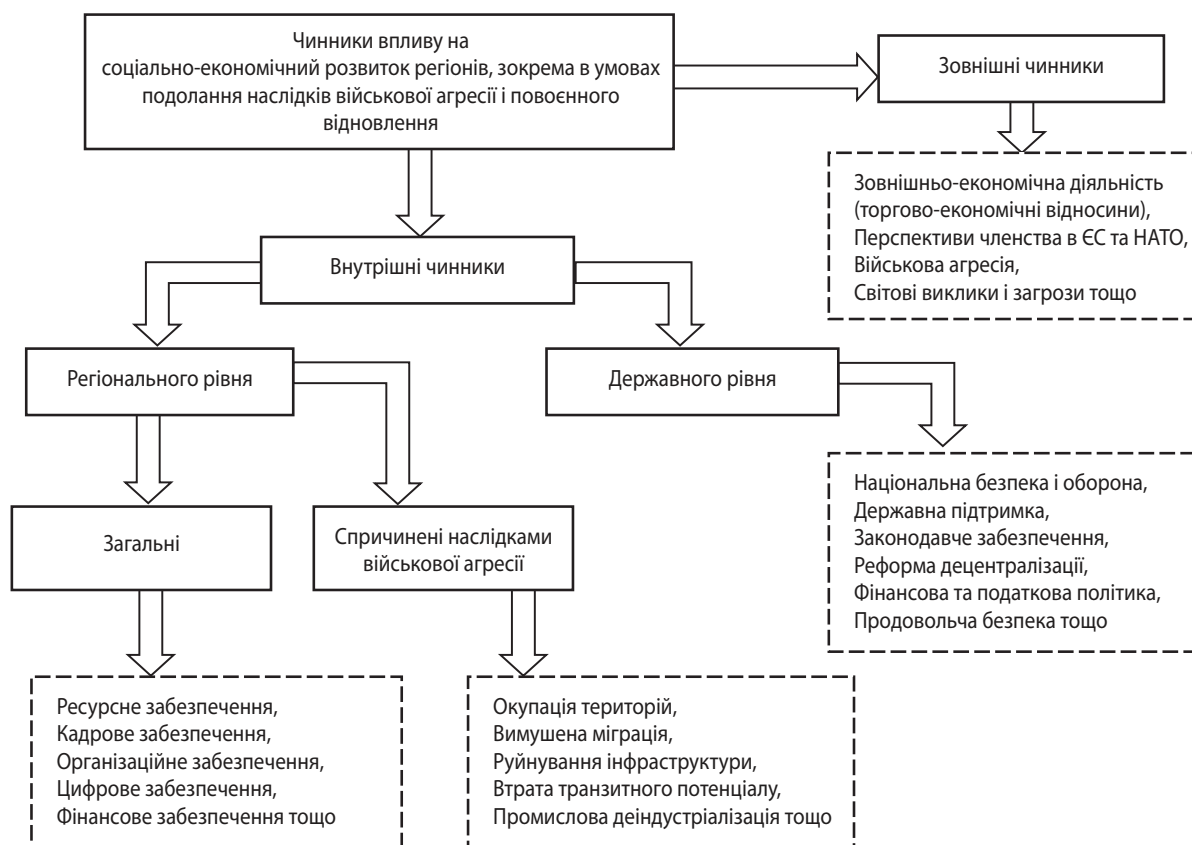 Чинники впливу на
соціально-економічний розвиток регіонів, зокрема в умовах
подолання наслідків військової агресії і повоєнного
відновлення
Зовнішні чинники
Зовнішньо-економічна діяльність
(торгово-економічні відносини),
Перспективи членства в ЄС та НАТО,
Військова агресія,
Світові виклики і загрози тощо
Внутрішні чинники
Регіонального рівня
Державного рівня
Національна безпека і оборона,
Державна підтримка,
Законодавче забезпечення,
Реформа децентралізації,
Фінансова та податкова політика,
Продовольча безпека тощо
Загальні
Спричинені наслідками
військової агресії
Ресурсне забезпечення,
Кадрове забезпечення,
Організаційне забезпечення,
Цифрове забезпечення,
Фінансове забезпечення тощо
Окупація територій,
Вимушена міграція,
Руйнування інфраструктури,
Втрата транзитного потенціалу,
Промислова деіндустріалізація тощо